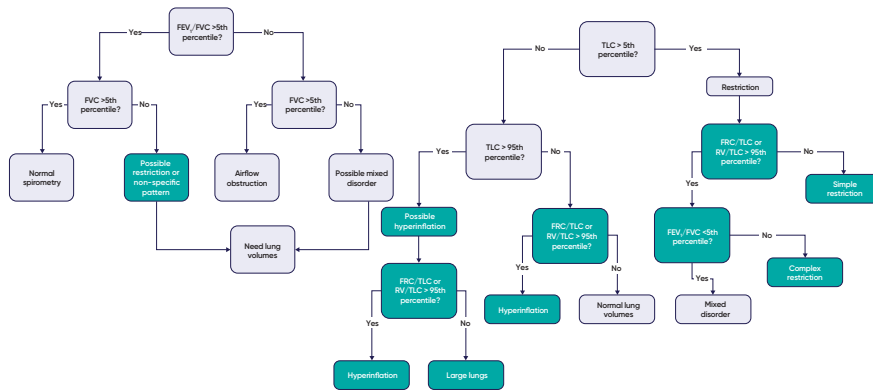 FEV₁/FVC >5th
percentile?
Yes
No
FVC >5th
percentile?
FVC >5th
percentile?
Yes
No
Yes
No
Normal
spirometry
Possible
restriction or
non-specific
pattern
Airflow
obstruction
Possible mixed
disorder
Need lung
volumes
TLC > 5th
percentile?
No
Yes
Restriction
TLC > 95th
percentile?
FRC/TLC or
RV/TLC > 95th
percentile?
Yes
No
Yes
No
Possible
hyperinflation
FRC/TLC or
RV/TLC > 95th
percentile?
FEV₁/FVC <5th
percentile?
Simple
restriction
Yes
No
No
Yes
FRC/TLC or
RV/TLC > 95th
percentile?
Hyperinflation
Normal lung
volumes
Mixed
disorder
Complex
restriction
Yes
No
Hyperinflation
Large lungs